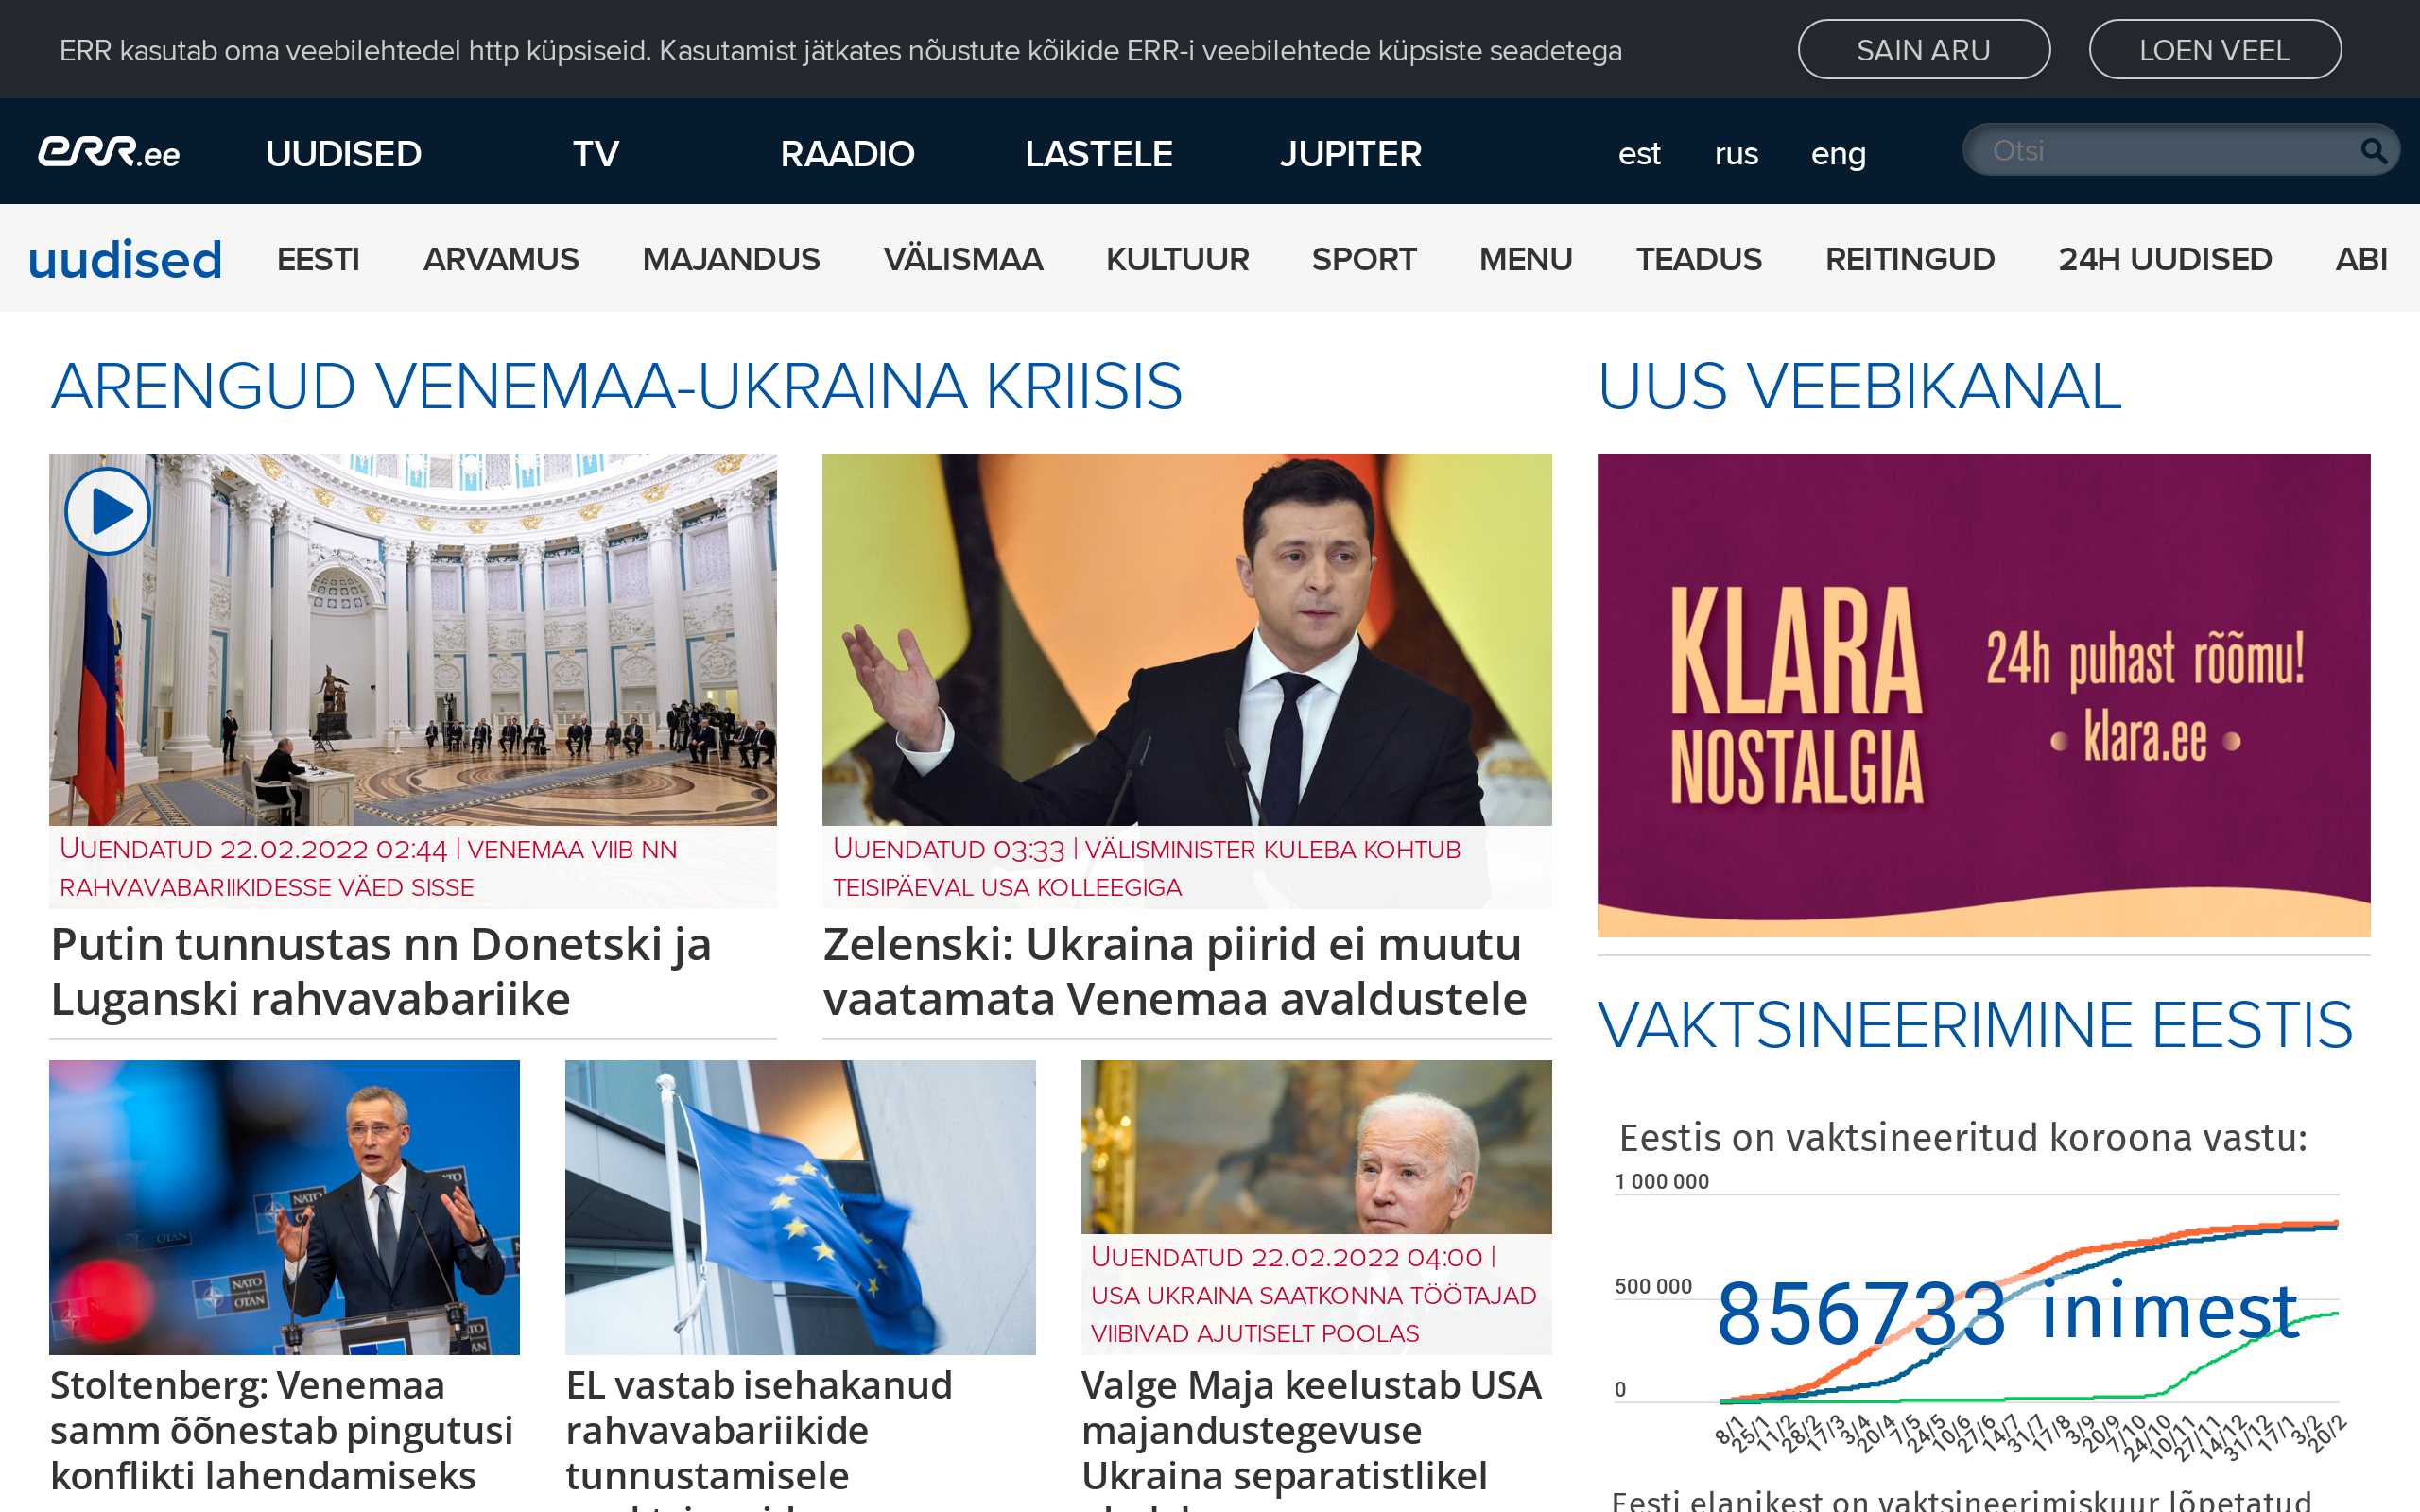 ERR kasutab oma veebilehtedel http küpsiseid. Kasutamist jätkates nõustute kõikide ERR-i veebilehtede küpsiste seadetega
SAIN ARU
LOEN VEEL
err.ee
UUDISED
TV
RAADIO
LASTELE
JUPITER
est
rus
eng
Otsi
uudised
EESTI
ARVAMUS
MAJANDUS
VÄLISMAA
KULTUUR
SPORT
MENU
TEADUS
REITINGUD
24H UUDISED
ABI
ARENGUD VENEMAA-UKRAINA KRIISIS
UUENDATUD 22.02.2022 02:44 | VENEMAA VIIB NN
RAHVAVABARIIKIDESSE VÄED SISSE
Putin tunnustas nn Donetski ja
Luganski rahvavabariike
UUENDATUD 03:33 | VÄLISMINISTER KULEBA KOHTUB
TEISIPÄEVAL USA KOLLEEGIGA
Zelenski: Ukraina piirid ei muutu
vaatamata Venemaa avaldustele
NATO
OTAN
NATO
OTAN
Stoltenberg: Venemaa
samm õõnestab pingutusi
konflikti lahendamiseks
EL vastab isehakanud
rahvavabariikide
tunnustamisele
UUENDATUD 22.02.2022 04:00 |
USA UKRAINA SAATKONNA TÖÖTAJAD
VIIBIVAD AJUTISELT POOLAS
Valge Maja keelustab USA
majandustegevuse
Ukraina separatistlikel
UUS VEEBIKANAL
KLARA
NOSTALGIA
24h puhast rõõmu!
• klara.ee •
VAKTSINEERIMINE EESTIS
Eestis on vaktsineeritud koroona vastu:
1 000 000
500 000
0
856733 inimest
8/1 25/1 11/2 28/2 17/3 3/4 20/4 7/5 24/5 10/6 27/6 14/7 31/7 17/8 3/9 20/9 7/10 24/10 10/11 27/11 14/12 31/12 17/1 3/2 20/2
Eesti elanikest on vaktsineerimiskuur lõpetatud